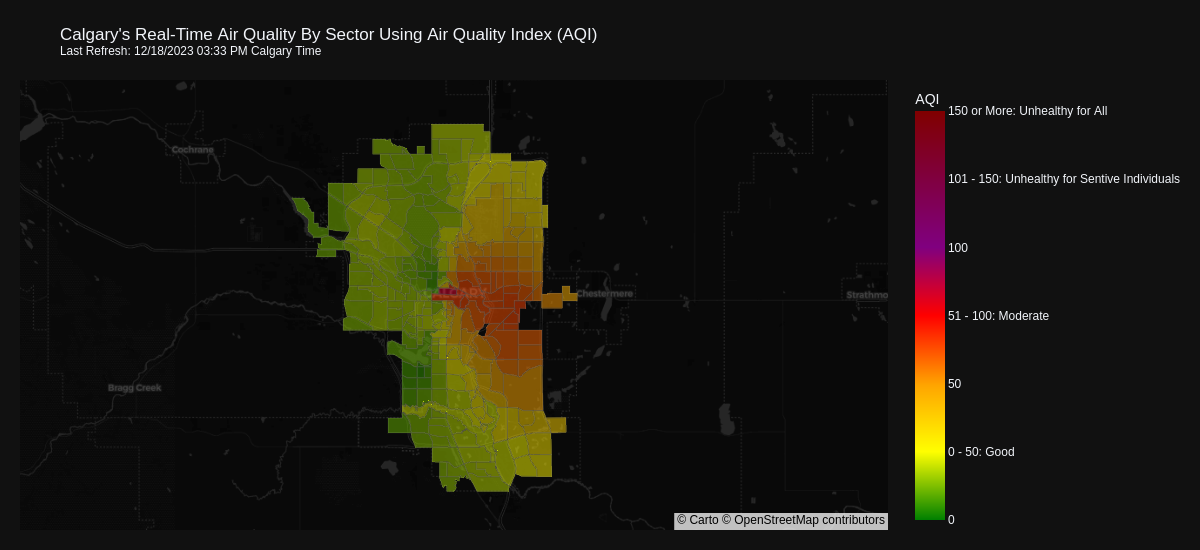 Calgary's Real-Time Air Quality By Sector Using Air Quality Index (AQI)
Last Refresh: 12/18/2023 03:33 PM Calgary Time
AQI
150 or More: Unhealthy for All
101 - 150: Unhealthy for Sentive Individuals
100
51 - 100: Moderate
50
0 - 50: Good
0
Cochrane
CALGARY
Chestermere
Strathmo
Bragg Creek
© Carto © OpenStreetMap contributors